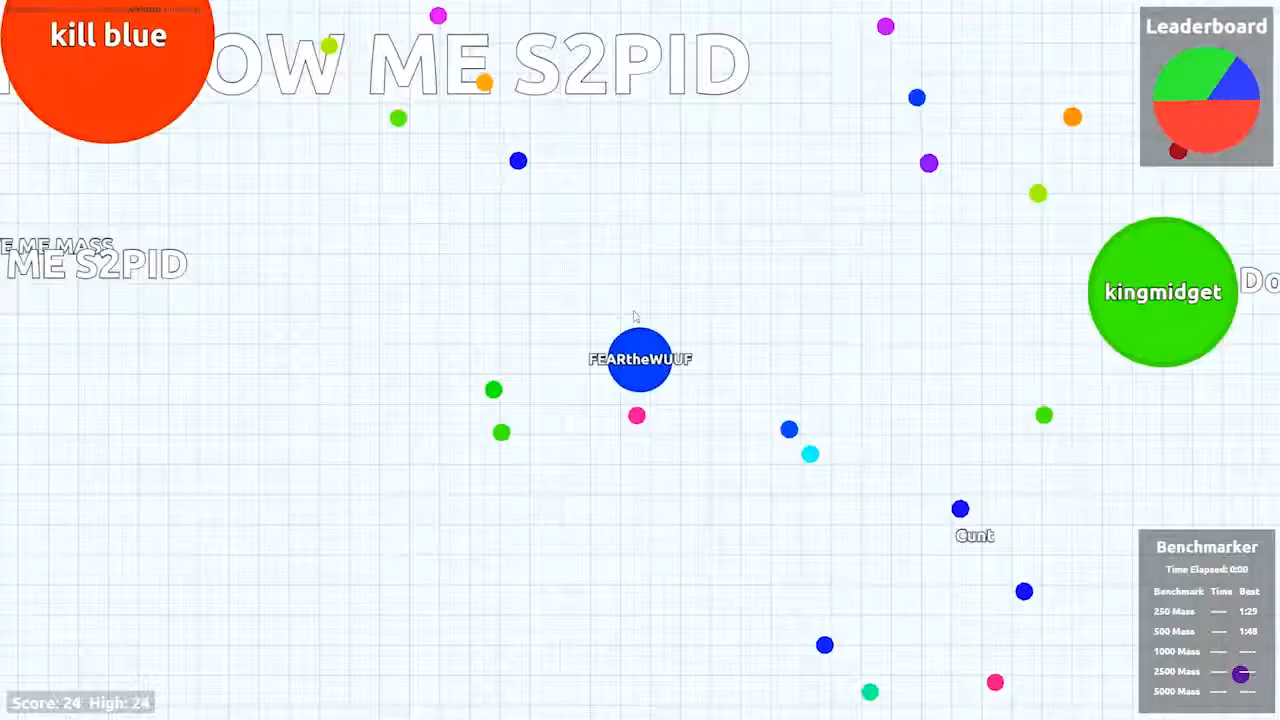 kill blue
OW ME S2PID
Leaderboard
E ME MASS
ME S2PID
Do
kingmidget
FEARtheWUUF
Cunt
Benchmarker
Time Elapsed: 0:00
Benchmark Time Best
250 Mass — 1:29
500 Mass — 1:48
1000 Mass — —
2500 Mass — —
5000 Mass — —
Score: 24 High: 24